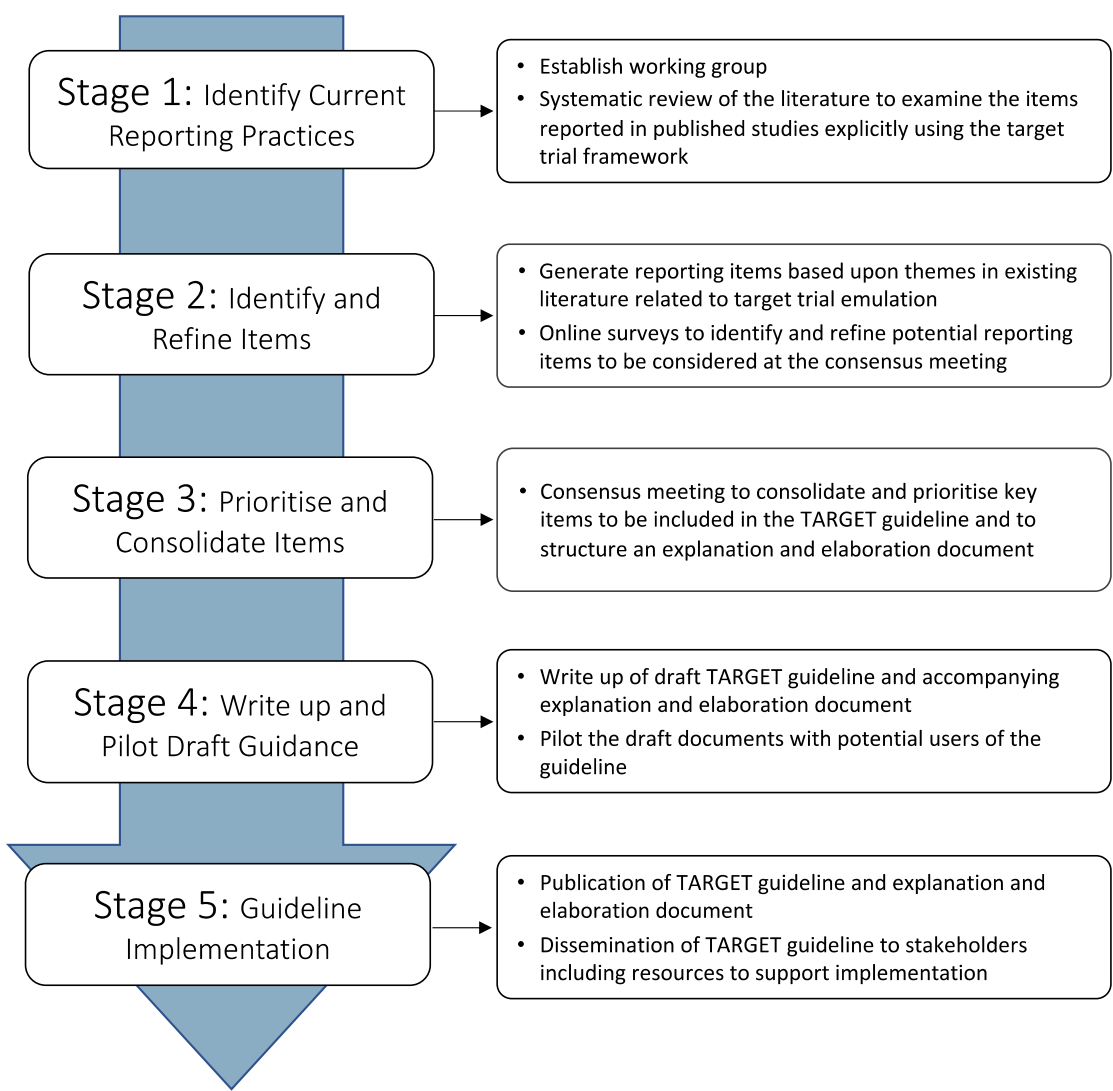 Stage 1: Identify Current
Reporting Practices
• Establish working group
• Systematic review of the literature to examine the items
reported in published studies explicitly using the target
trial framework
Stage 2: Identify and
Refine Items
• Generate reporting items based upon themes in existing
literature related to target trial emulation
• Online surveys to identify and refine potential reporting
items to be considered at the consensus meeting
Stage 3: Prioritise and
Consolidate Items
• Consensus meeting to consolidate and prioritise key
items to be included in the TARGET guideline and to
structure an explanation and elaboration document
Stage 4: Write up and
Pilot Draft Guidance
• Write up of draft TARGET guideline and accompanying
explanation and elaboration document
• Pilot the draft documents with potential users of the
guideline
Stage 5: Guideline
Implementation
• Publication of TARGET guideline and explanation and
elaboration document
• Dissemination of TARGET guideline to stakeholders
including resources to support implementation